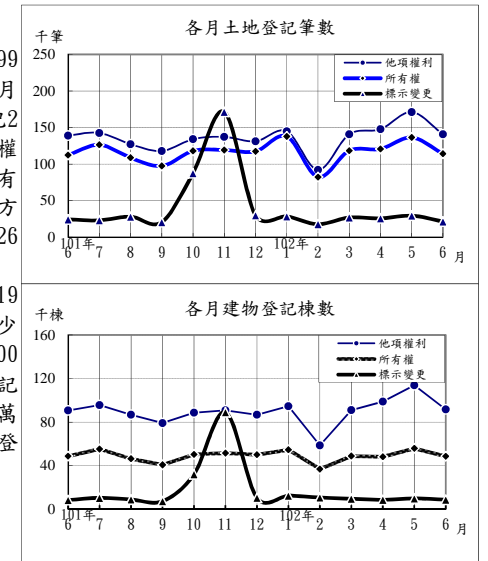 99
月
2
權
有
方
26
19
少
00
記
萬
登
各月土地登記筆數
千筆
250
200
150
100
50
0
他項權利
所有權
標示變更
101年 102年
6 7 8 9 10 11 12 1 2 3 4 5 6 月
各月建物登記棟數
千棟
160
120
80
40
0
他項權利
所有權
標示變更
101年 102年
6 7 8 9 10 11 12 1 2 3 4 5 6 月